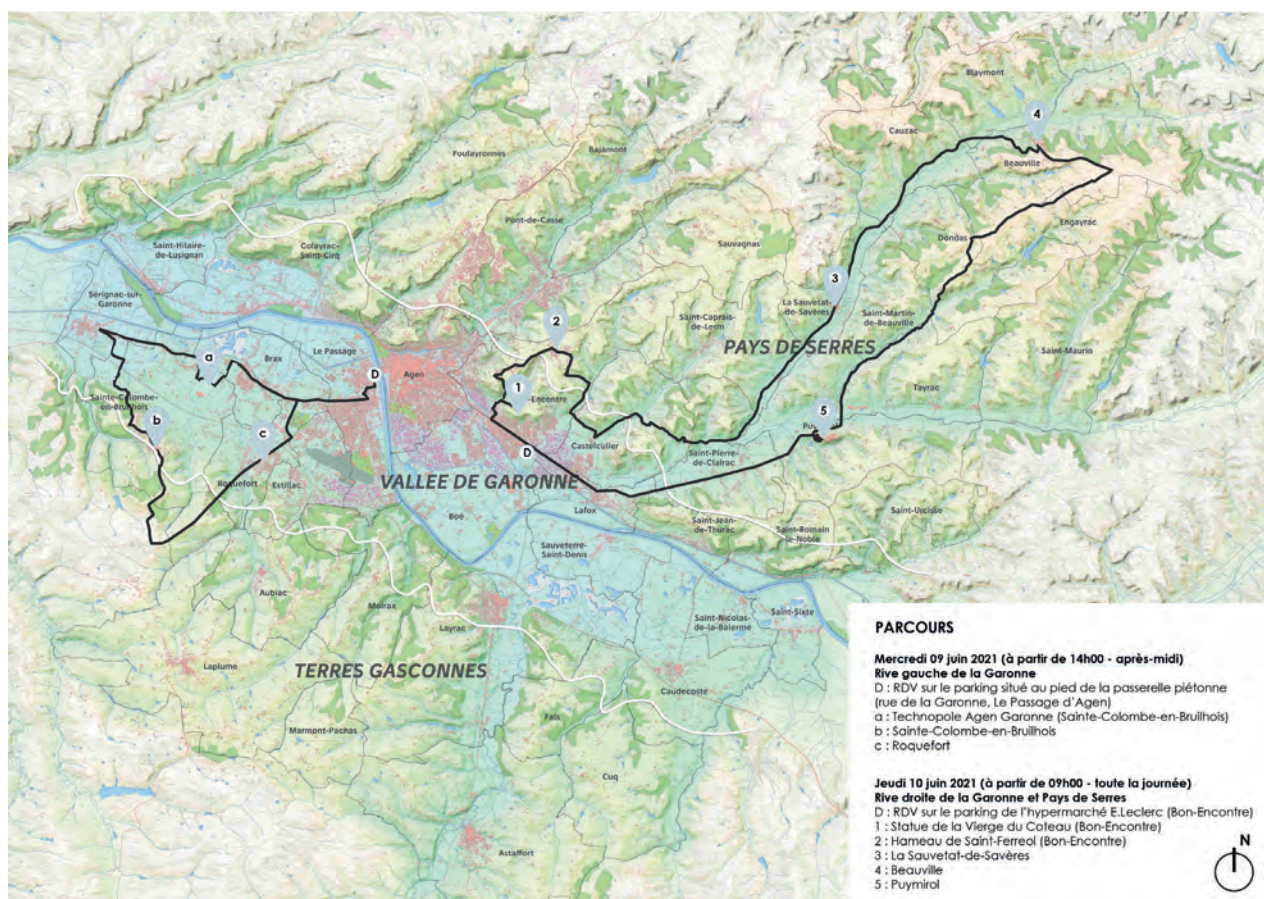 Blaymont
4
Cauzac
Beauville
Foulayronnes
Bajamont
Engayrac
Pont-de-Casse
Dondas
Sauvagnas
Saint-Hilaire-
de-Lusignan
Colayrac-
Saint-Cirq
3
La Sauvetat-
de-Savères
Sérignac-sur-
Garonne
2
Saint-Caprais-
de-Lerm
Saint-Martin-
de-Beauville
PAYS DE SERRES
Saint-Maurin
a
Brax
Le Passage
D
Agen
1
-Encontre
Tayrac
Sainte-Colombe-
en-Bruilhois
b
c
5
D
Castelculier
Saint-Pierre-
de-Clairac
Roquefort
Estillac
VALLEE DE GARONNE
Boé
Lafox
Saint-Jean-
de-Thurac
Saint-Romain
le-Noble
Saint-Urcisse
Sauveterre-
Saint-Denis
Aubiac
Moirax
Layrac
Saint-Nicolas-
de-la-Balerme
Saint-Sixte
Laplume
TERRES GASCONNES
Caudecoste
Marmont-Pachas
Fals
Cuq
Astaffort
PARCOURS
Mercredi 09 juin 2021 (à partir de 14h00 - après-midi)
Rive gauche de la Garonne
D : RDV sur le parking situé au pied de la passerelle piétonne
(rue de la Garonne, Le Passage d'Agen)
a : Technopole Agen Garonne (Sainte-Colombe-en-Bruilhois)
b : Sainte-Colombe-en-Bruilhois
c : Roquefort
Jeudi 10 juin 2021 (à partir de 09h00 - toute la journée)
Rive droite de la Garonne et Pays de Serres
D : RDV sur le parking de l'hypermarché E.Leclerc (Bon-Encontre)
1 : Statue de la Vierge du Coteau (Bon-Encontre)
2 : Hameau de Saint-Ferreol (Bon-Encontre)
3 : La Sauvetat-de-Savères
4 : Beauville
5 : Puymirol
N